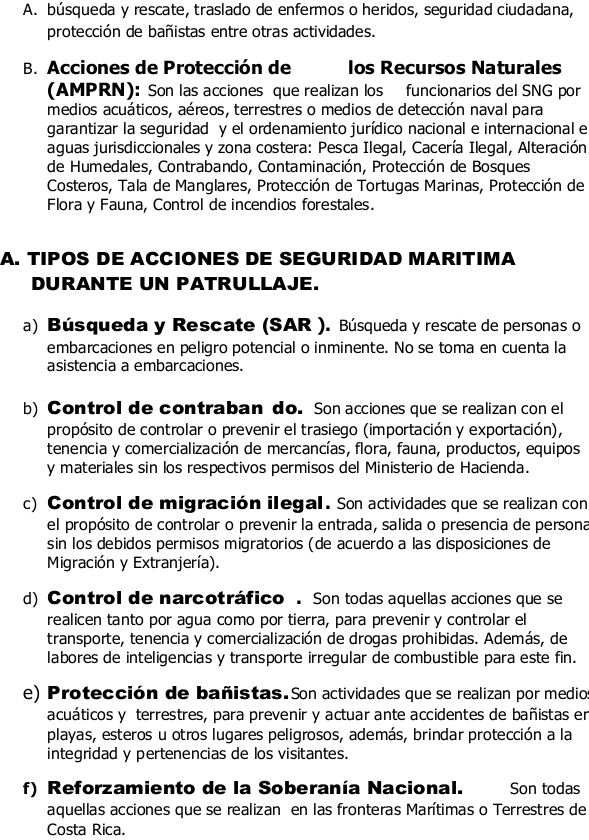 A. búsqueda y rescate, traslado de enfermos o heridos, seguridad ciudadana,
protección de bañistas entre otras actividades.
B. Acciones de Protección de los Recursos Naturales
(AMPRN): Son las acciones que realizan los funcionarios del SNG por
medios acuáticos, aéreos, terrestres o medios de detección naval para
garantizar la seguridad y el ordenamiento jurídico nacional e internacional e
aguas jurisdiccionales y zona costera: Pesca Ilegal, Cacería Ilegal, Alteración
de Humedales, Contrabando, Contaminación, Protección de Bosques
Costeros, Tala de Manglares, Protección de Tortugas Marinas, Protección de
Flora y Fauna, Control de incendios forestales.
A. TIPOS DE ACCIONES DE SEGURIDAD MARITIMA
DURANTE UN PATRULLAJE.
a) Búsqueda y Rescate (SAR ). Búsqueda y rescate de personas o
embarcaciones en peligro potencial o inminente. No se toma en cuenta la
asistencia a embarcaciones.
b) Control de contraban do. Son acciones que se realizan con el
propósito de controlar o prevenir el trasiego (importación y exportación),
tenencia y comercialización de mercancías, flora, fauna, productos, equipos
y materiales sin los respectivos permisos del Ministerio de Hacienda.
c) Control de migración ilegal. Son actividades que se realizan con
el propósito de controlar o prevenir la entrada, salida o presencia de persona
sin los debidos permisos migratorios (de acuerdo a las disposiciones de
Migración y Extranjería).
d) Control de narcotráfico . Son todas aquellas acciones que se
realicen tanto por agua como por tierra, para prevenir y controlar el
transporte, tenencia y comercialización de drogas prohibidas. Además, de
labores de inteligencias y transporte irregular de combustible para este fin.
e) Protección de bañistas. Son actividades que se realizan por medios
acuáticos y terrestres, para prevenir y actuar ante accidentes de bañistas en
playas, esteros u otros lugares peligrosos, además, brindar protección a la
integridad y pertenencias de los visitantes.
f) Reforzamiento de la Soberanía Nacional. Son todas
aquellas acciones que se realizan en las fronteras Marítimas o Terrestres de
Costa Rica.